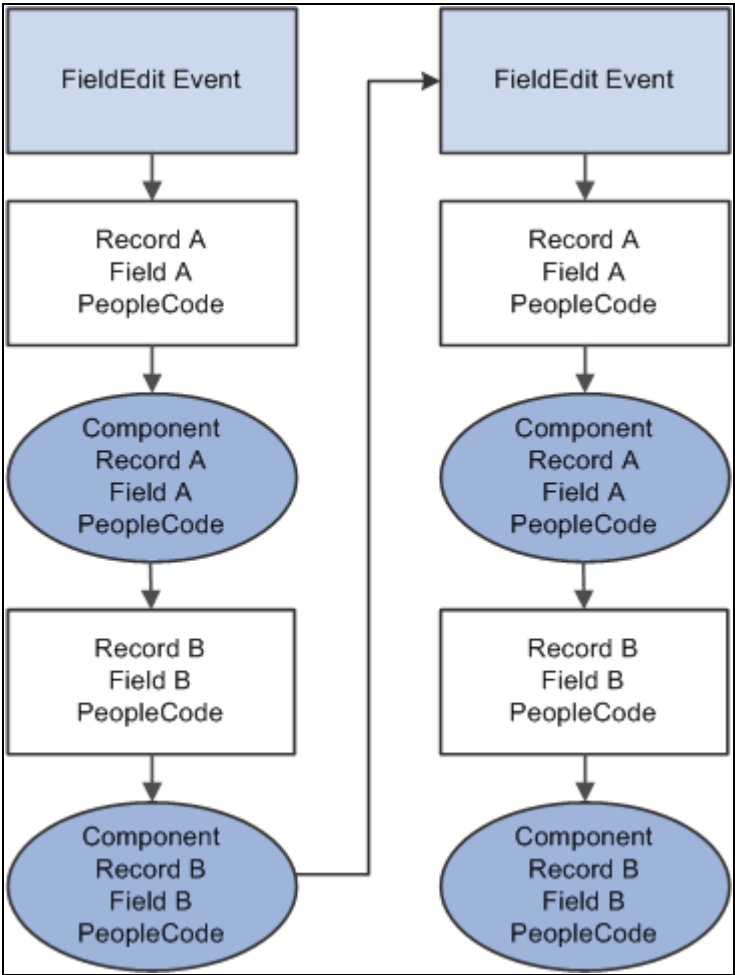 FieldEdit Event
Record A
Field A
PeopleCode
Component
Record A
Field A
PeopleCode
Record B
Field B
PeopleCode
Component
Record B
Field B
PeopleCode
FieldEdit Event
Record A
Field A
PeopleCode
Component
Record A
Field A
PeopleCode
Record B
Field B
PeopleCode
Component
Record B
Field B
PeopleCode